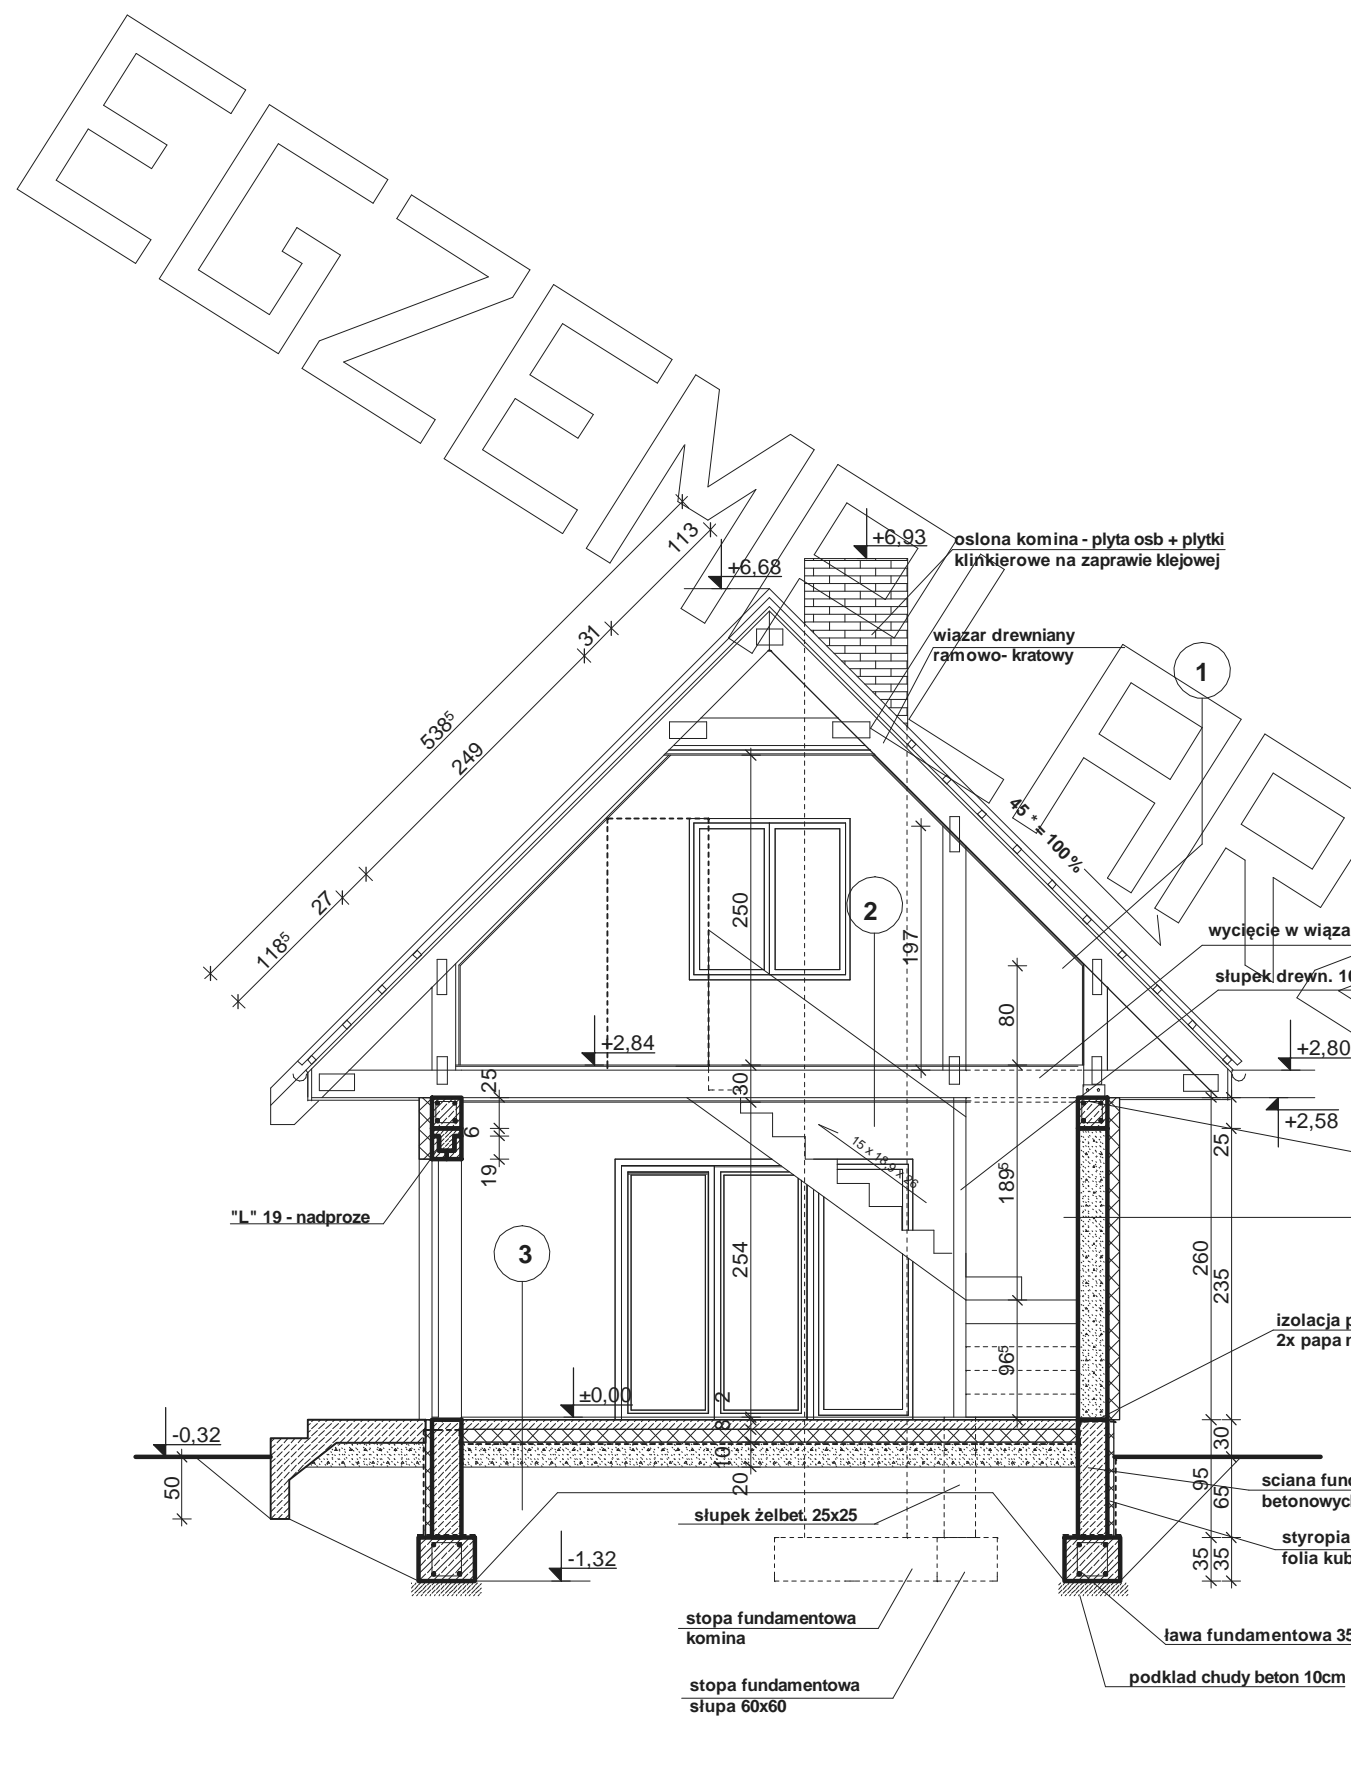 EGZEMPLARZ
113
+6,93
oslona komina - plyta osb + plytki
klinkierowe na zaprawie klejowej
+6,68
31
wiazar drewniany
ramowo- kratowy
1
538⁵
249
45 ° = 100%
27
118⁵
250
2
197
wycięcie w wiąza
słupek drewn. 10
80
+2,84
+2,80
30
25
+2,58
6
19
25
15 x 18,9 x 26
189⁵
"L" 19 - nadproze
3
254
260
235
izolacja p
2x papa n
96⁵
±0,00
2
-0,32
8
30
10
50
20
95
65
sciana fund
betonowych
słupek żelbet. 25x25
styropia
folia kub
-1,32
35
35
stopa fundamentowa
komina
ława fundamentowa 35
podklad chudy beton 10cm
stopa fundamentowa
słupa 60x60